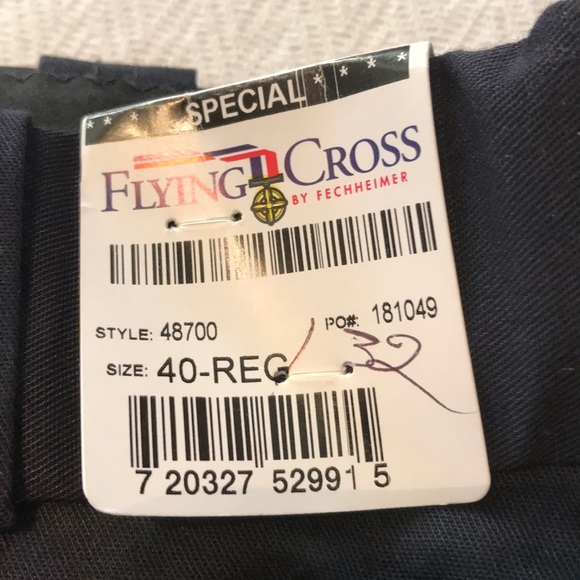 * * * SPECIAL * * * * *
FLYING CROSS
BY FECHHEIMER
STYLE: 48700 PO#: 181049
SIZE: 40-REG / 32
7 20327 52991 5